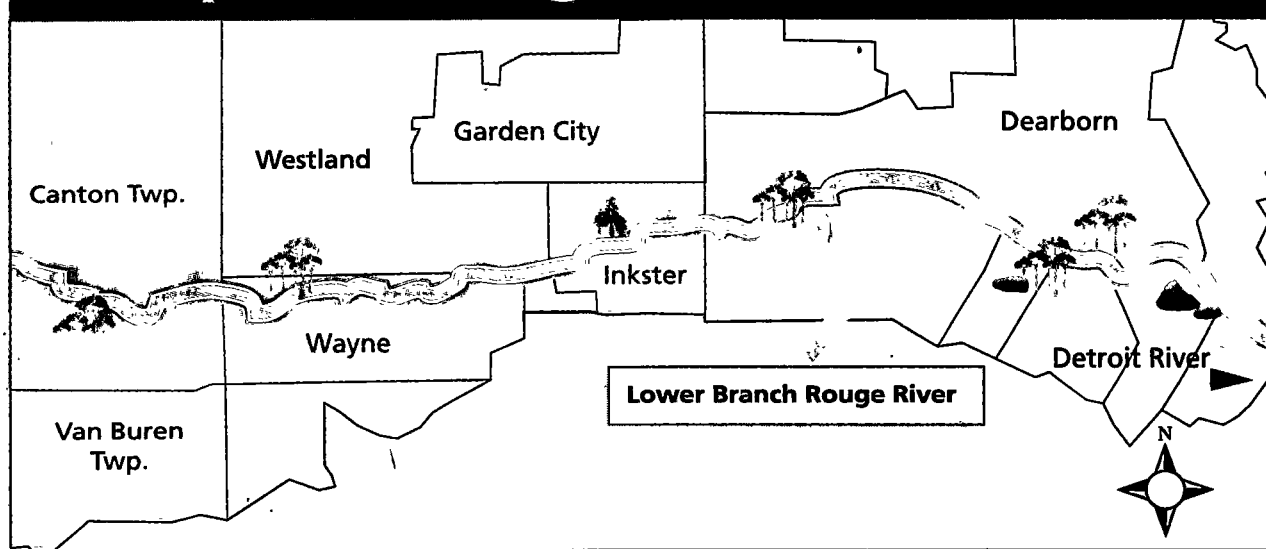 Dearborn
Garden City
Westland
Canton Twp.
Inkster
Wayne
Detroit River
Lower Branch Rouge River
Van Buren
Twp.
N